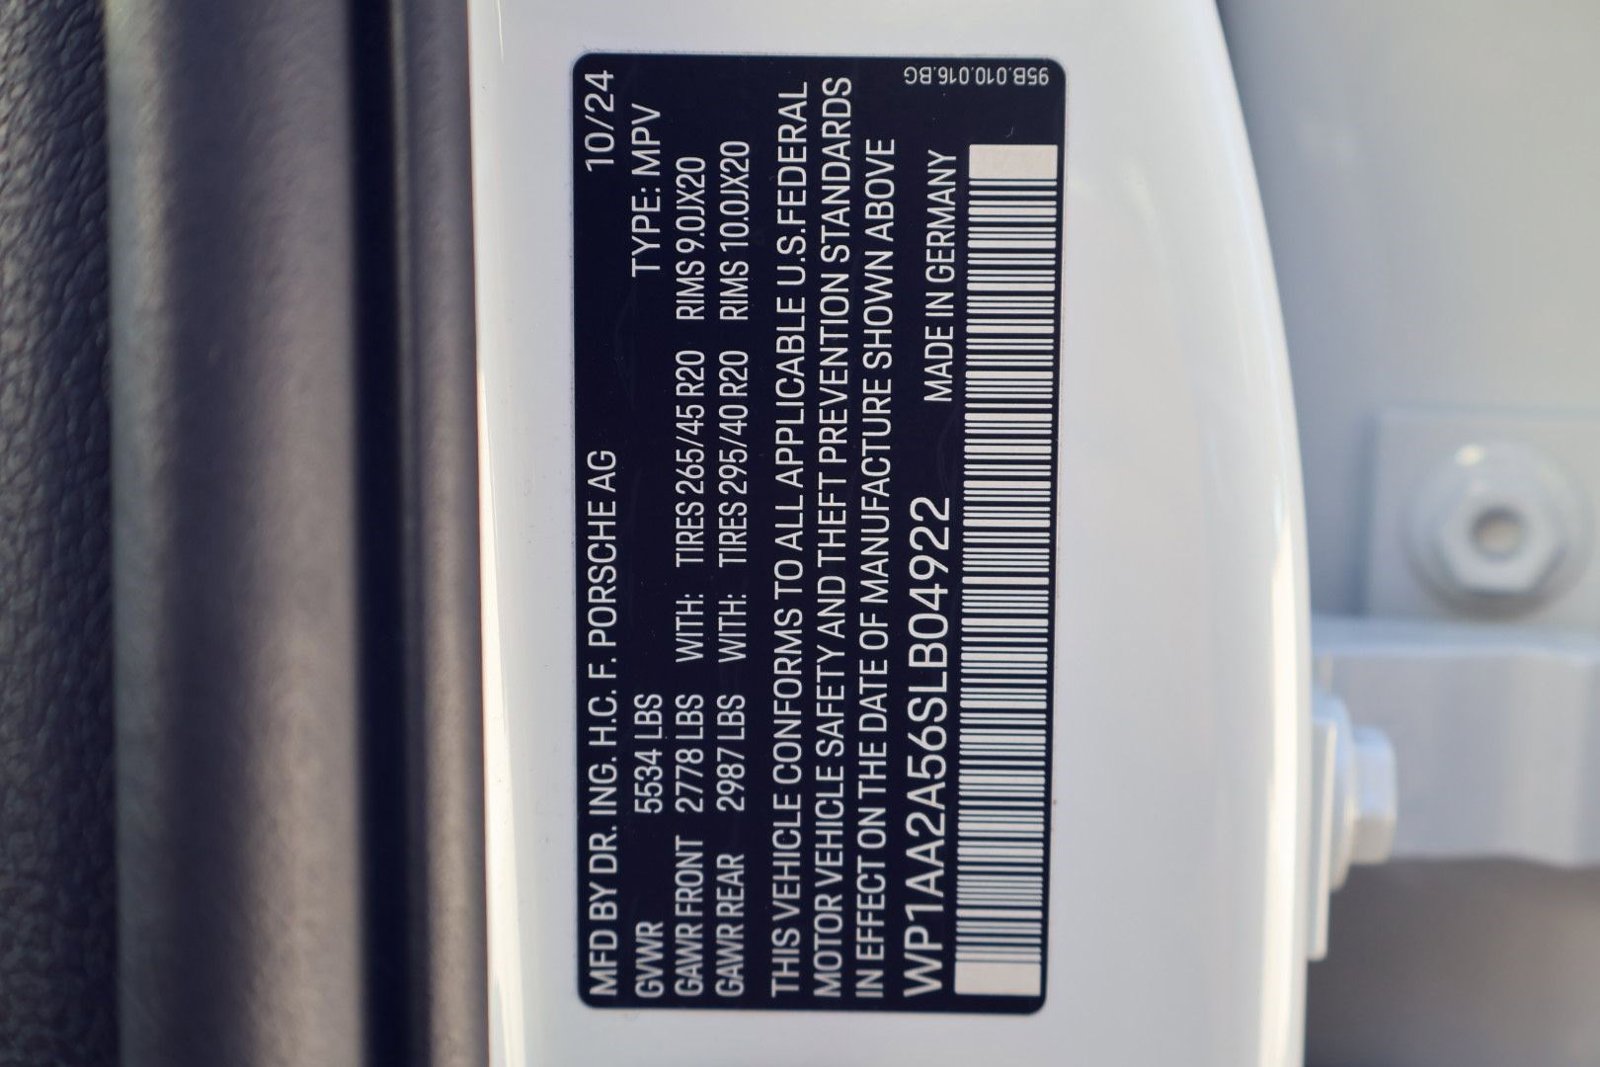 MFD BY DR. ING. H.C. F. PORSCHE AG 10/24
GVWR 5534 LBS TYPE: MPV
GAWR FRONT 2778 LBS WITH: TIRES 265/45 R20 RIMS 9.0JX20
GAWR REAR 2987 LBS WITH: TIRES 295/40 R20 RIMS 10.0JX20
THIS VEHICLE CONFORMS TO ALL APPLICABLE U.S.FEDERAL
MOTOR VEHICLE SAFETY AND THEFT PREVENTION STANDARDS
IN EFFECT ON THE DATE OF MANUFACTURE SHOWN ABOVE
WP1AA2A56SLB04922 MADE IN GERMANY
95B.010.016.BG